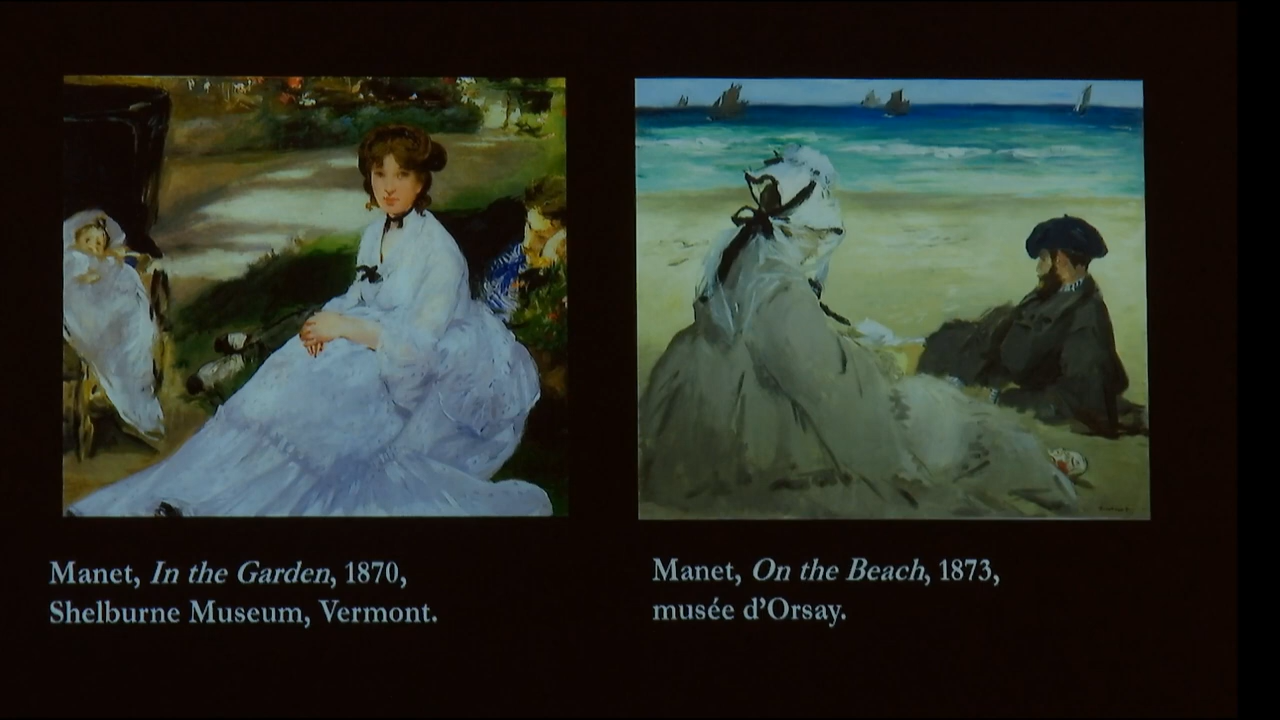 Manet, In the Garden, 1870,
Shelburne Museum, Vermont.
Manet, On the Beach, 1873,
musée d’Orsay.